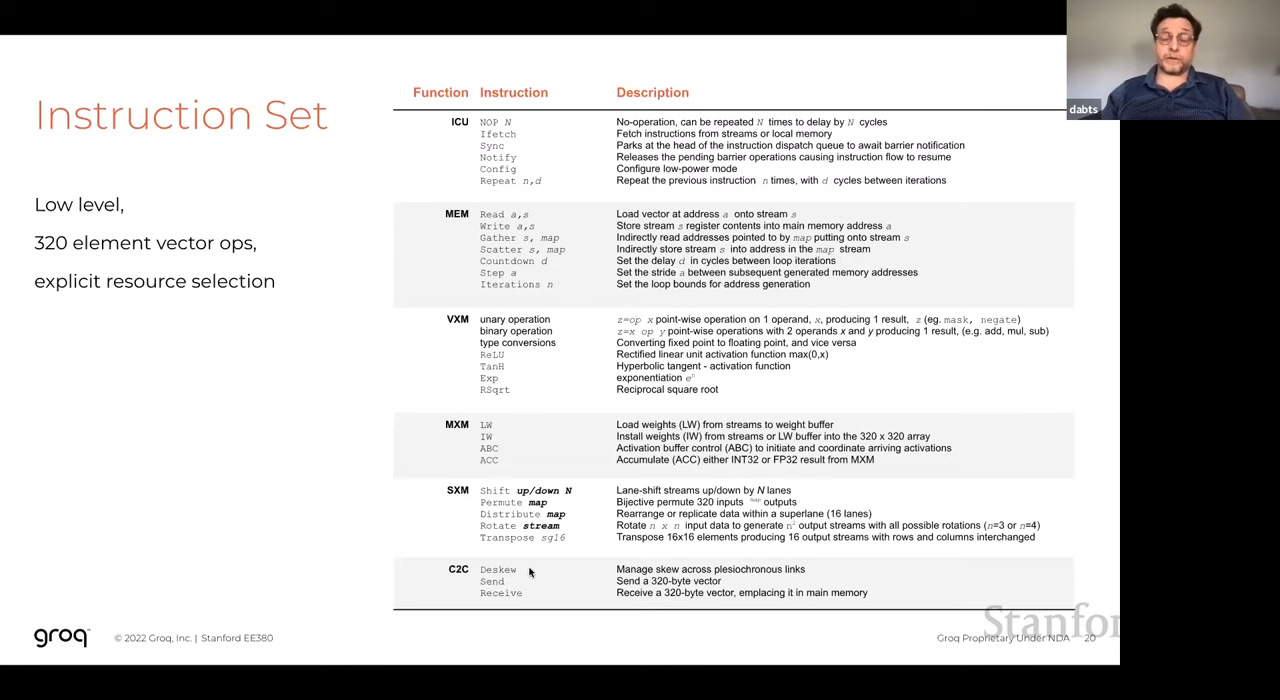 dabts
Instruction Set
Low level,
320 element vector ops,
explicit resource selection
Function Instruction Description
ICU NOP N No-operation, can be repeated N times to delay by N cycles
Ifetch Fetch instructions from streams or local memory
Sync Parks at the head of the instruction dispatch queue to await barrier notification
Notify Releases the pending barrier operations causing instruction flow to resume
Config Configure low-power mode
Repeat n,d Repeat the previous instruction n times, with d cycles between iterations
MEM Read a,s Load vector at address a onto stream s
Write a,s Store stream s register contents into main memory address a
Gather s, map Indirectly read addresses pointed to by map putting onto stream s
Scatter s, map Indirectly store stream s into address in the map stream
Countdown d Set the delay d in cycles between loop iterations
Step a Set the stride a between subsequent generated memory addresses
Iterations n Set the loop bounds for address generation
VXM unary operation z=op x point-wise operation on 1 operand, x, producing 1 result, z (eg. mask, negate)
binary operation z=x op y point-wise operations with 2 operands x and y producing 1 result, (e.g. add, mul, sub)
type conversions Converting fixed point to floating point, and vice versa
ReLU Rectified linear unit activation function max(0,x)
TanH Hyperbolic tangent - activation function
Exp exponentiation eⁿ
RSqrt Reciprocal square root
MXM LW Load weights (LW) from streams to weight buffer
IW Install weights (IW) from streams or LW buffer into the 320 x 320 array
ABC Activation buffer control (ABC) to initiate and coordinate arriving activations
ACC Accumulate (ACC) either INT32 or FP32 result from MXM
SXM Shift up/down N Lane-shift streams up/down by N lanes
Permute map Bijective permute 320 inputs map outputs
Distribute map Rearrange or replicate data within a superlane (16 lanes)
Rotate stream Rotate n x n input data to generate n² output streams with all possible rotations (n=3 or n=4)
Transpose sg16 Transpose 16x16 elements producing 16 output streams with rows and columns interchanged
C2C Deskew Manage skew across plesiochronous links
Send Send a 320-byte vector
Receive Receive a 320-byte vector, emplacing it in main memory
Stanfor
groq™ © 2022 Groq, Inc. | Stanford EE380 Groq Proprietary Under NDA 20